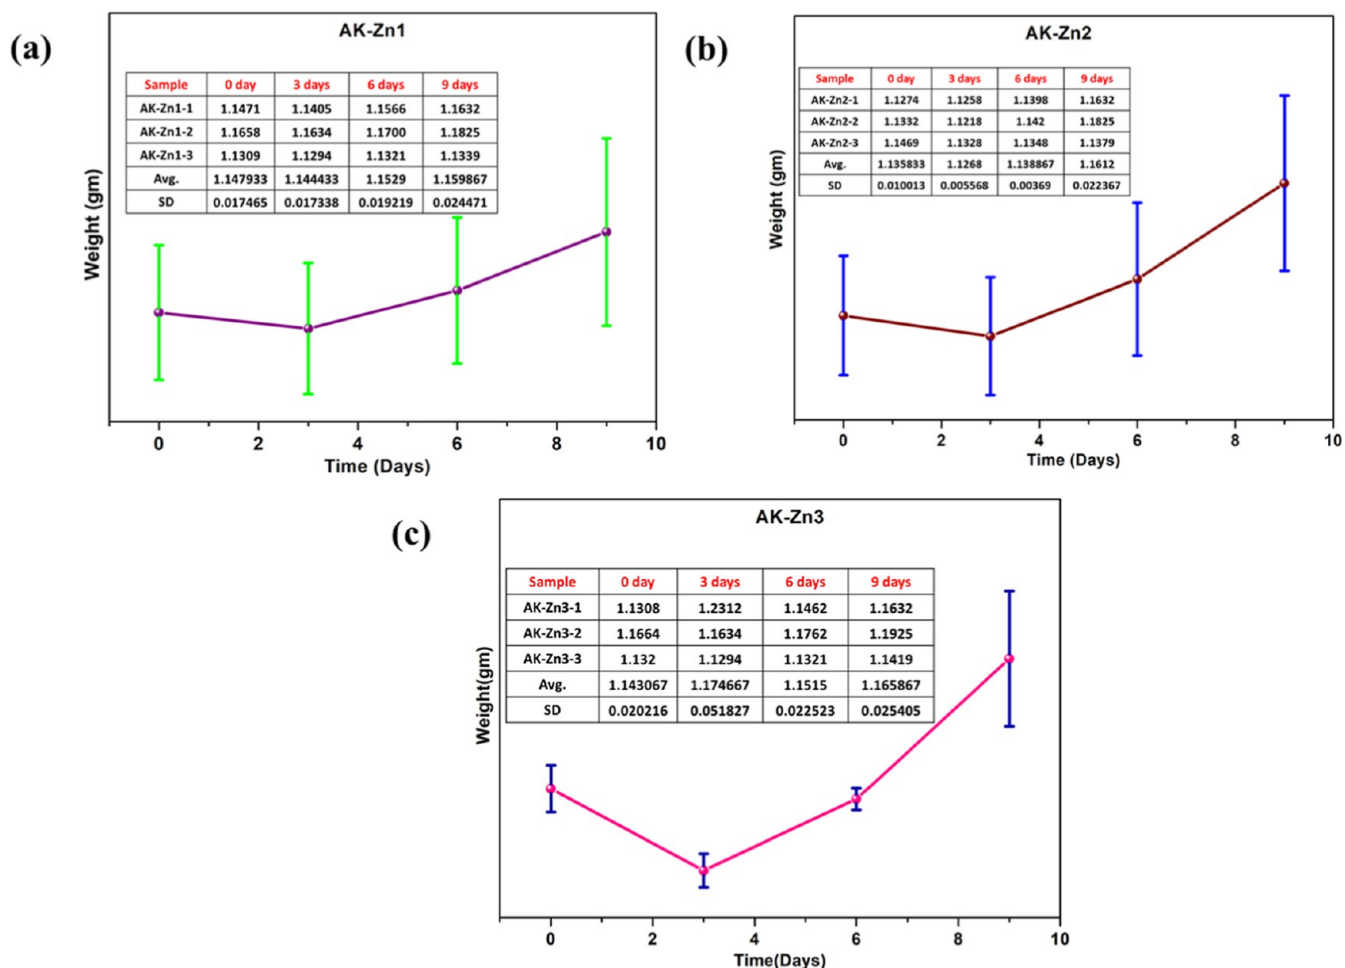 (a)
AK-Zn1
Sample 0 day 3 days 6 days 9 days
AK-Zn1-1 1.1471 1.1405 1.1566 1.1632
AK-Zn1-2 1.1658 1.1634 1.1700 1.1825
AK-Zn1-3 1.1309 1.1294 1.1321 1.1339
Avg. 1.147933 1.144433 1.1529 1.159867
SD 0.017465 0.017338 0.019219 0.024471
Weight (gm)
0 2 4 6 8 10
Time (Days)
(b)
AK-Zn2
Sample 0 day 3 days 6 days 9 days
AK-Zn2-1 1.1274 1.1258 1.1398 1.1632
AK-Zn2-2 1.1332 1.1218 1.142 1.1825
AK-Zn2-3 1.1469 1.1328 1.1348 1.1379
Avg. 1.135833 1.1268 1.138867 1.1612
SD 0.010013 0.005568 0.00369 0.022367
Weight (gm)
0 2 4 6 8 10
Time (Days)
(c)
AK-Zn3
Sample 0 day 3 days 6 days 9 days
AK-Zn3-1 1.1308 1.2312 1.1462 1.1632
AK-Zn3-2 1.1664 1.1634 1.1762 1.1925
AK-Zn3-3 1.132 1.1294 1.1321 1.1419
Avg. 1.143067 1.174667 1.1515 1.165867
SD 0.020216 0.051827 0.022523 0.025405
Weight(gm)
0 2 4 6 8 10
Time(Days)